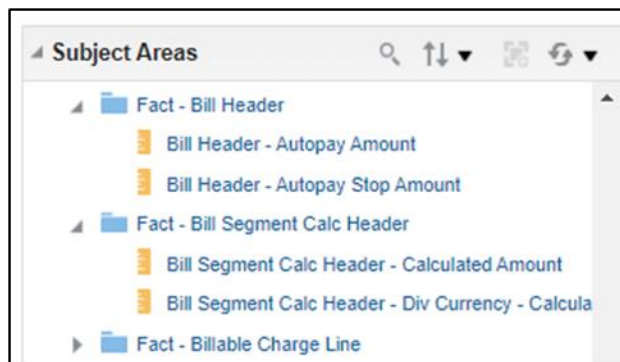 Subject Areas
Fact - Bill Header
Bill Header - Autopay Amount
Bill Header - Autopay Stop Amount
Fact - Bill Segment Calc Header
Bill Segment Calc Header - Calculated Amount
Bill Segment Calc Header - Div Currency - Calcula
Fact - Billable Charge Line